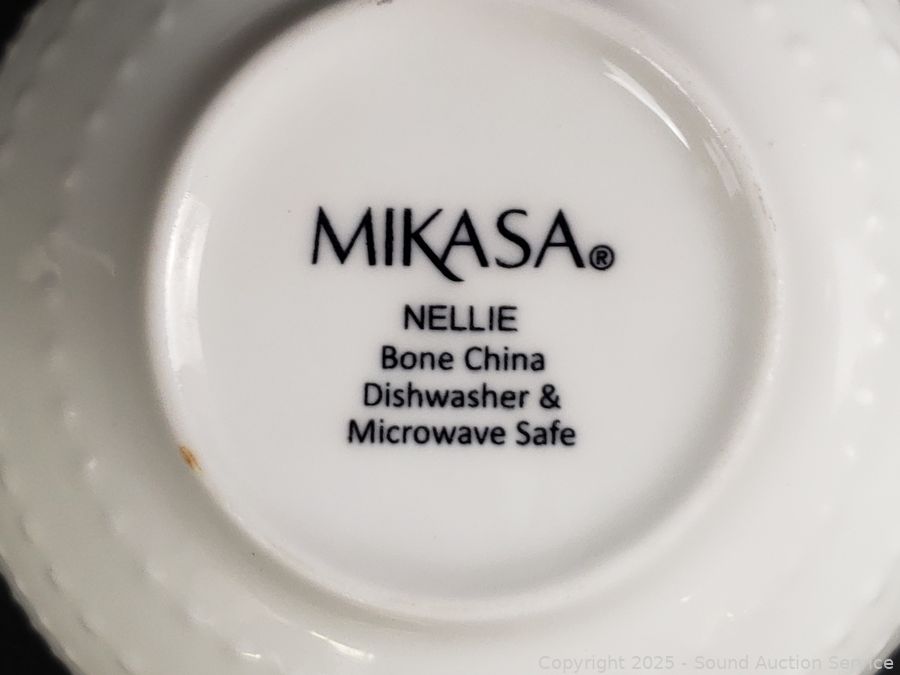 MIKASA®
NELLIE
Bone China
Dishwasher &
Microwave Safe
Copyright 2025 - Sound Auction Service